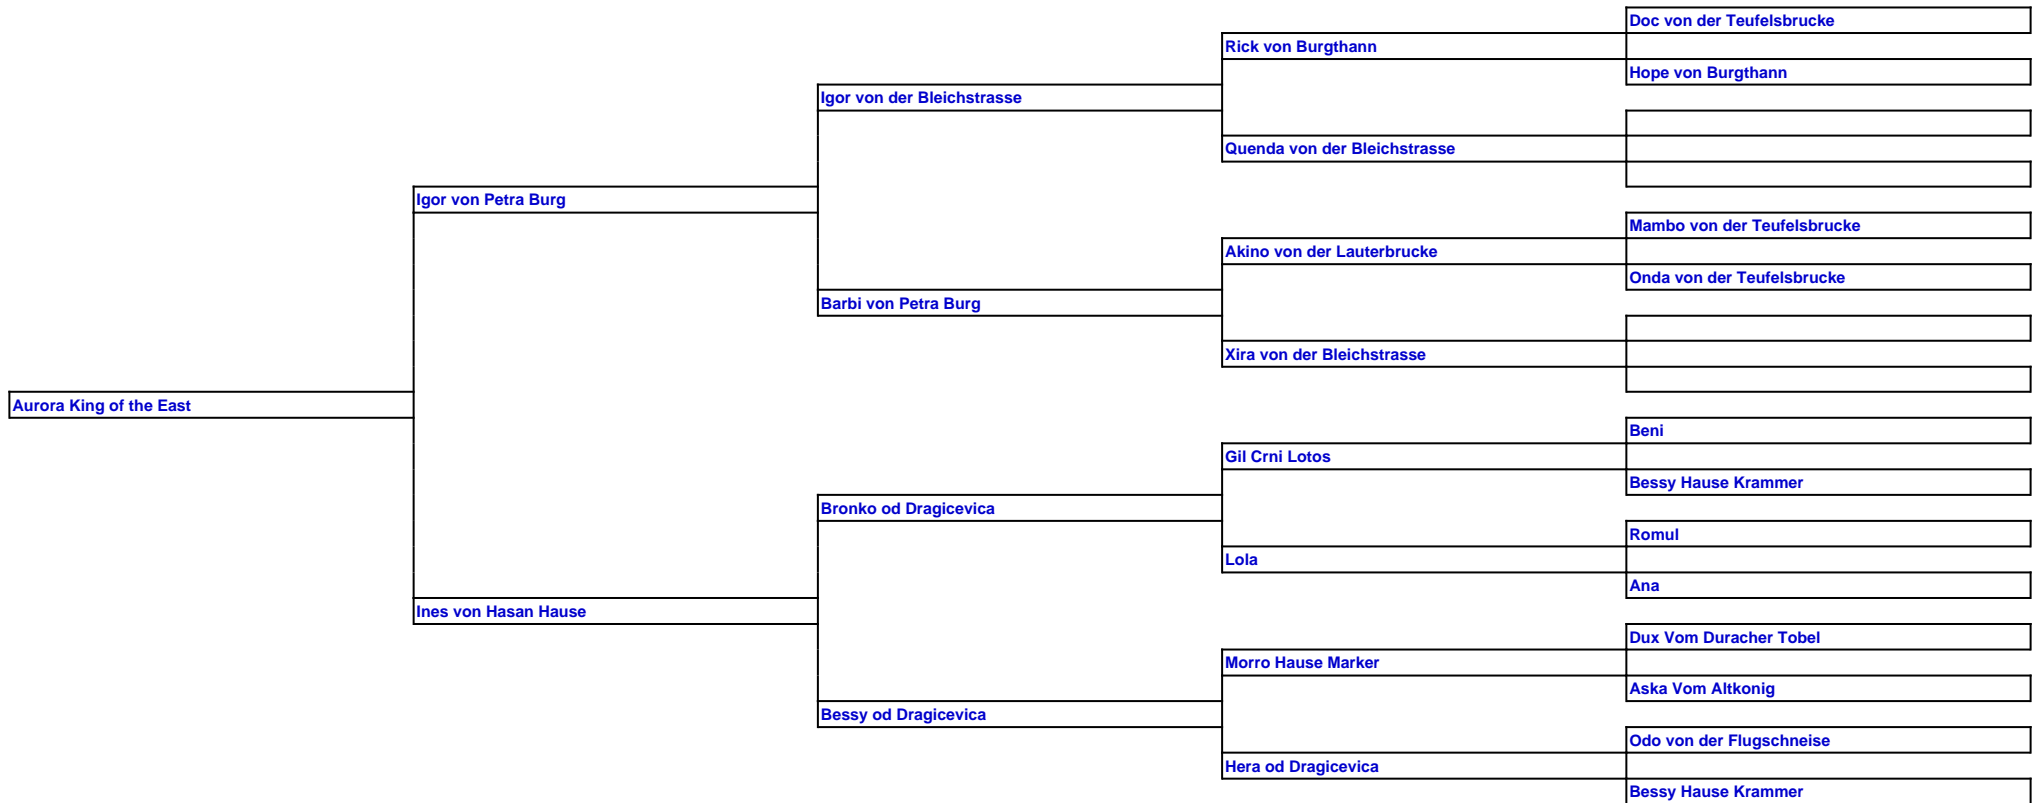 Doc von der Teufelsbrucke
Rick von Burgthann
Hope von Burgthann
Igor von der Bleichstrasse
Quenda von der Bleichstrasse
Igor von Petra Burg
Mambo von der Teufelsbrucke
Akino von der Lauterbrucke
Onda von der Teufelsbrucke
Barbi von Petra Burg
Xira von der Bleichstrasse
Aurora King of the East
Beni
Gil Crni Lotos
Bessy Hause Krammer
Bronko od Dragicevica
Romul
Lola
Ana
Ines von Hasan Hause
Dux Vom Duracher Tobel
Morro Hause Marker
Aska Vom Altkonig
Bessy od Dragicevica
Odo von der Flugschneise
Hera od Dragicevica
Bessy Hause Krammer